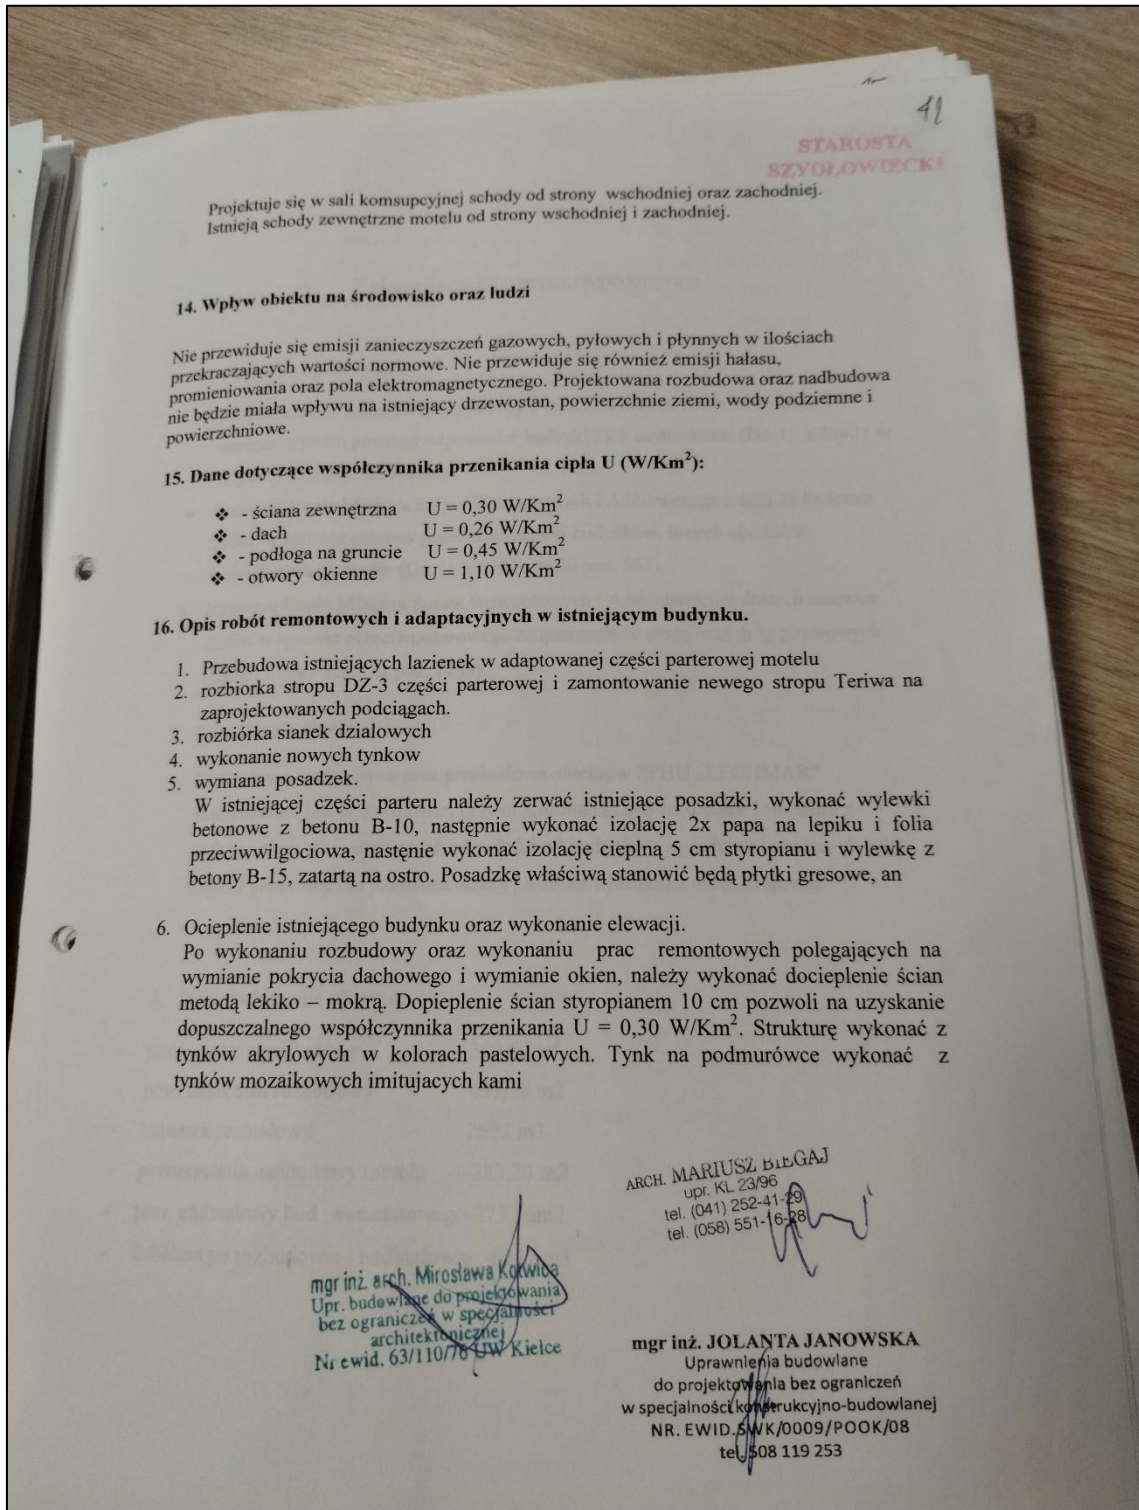 STAROSTA
SZYDŁOWIECKI
Projektuje się w sali komsupcyjnej schody od strony wschodniej oraz zachodniej.
Istnieją schody zewnętrzne motelu od strony wschodniej i zachodniej.
14. Wpływ obiektu na środowisko oraz ludzi
Nie przewiduje się emisji zanieczyszczeń gazowych, pyłowych i płynnych w ilościach
przekraczających wartości normowe. Nie przewiduje się również emisji hałasu,
promieniowania oraz pola elektromagnetycznego. Projektowana rozbudowa oraz nadbudowa
nie będzie miała wpływu na istniejący drzewostan, powierzchnie ziemi, wody podziemne i
powierzchniowe.
15. Dane dotyczące współczynnika przenikania cipła U (W/Km²):
❖ - ściana zewnętrzna U = 0,30 W/Km²
❖ - dach U = 0,26 W/Km²
❖ - podłoga na gruncie U = 0,45 W/Km²
❖ - otwory okienne U = 1,10 W/Km²
16. Opis robót remontowych i adaptacyjnych w istniejącym budynku.
1. Przebudowa istniejących lazienek w adaptowanej części parterowej motelu
2. rozbiorka stropu DZ-3 części parterowej i zamontowanie newego stropu Teriwa na
zaprojektowanych podciągach.
3. rozbiórka sianek dzialowych
4. wykonanie nowych tynkow
5. wymiana posadzek.
W istniejącej części parteru należy zerwać istniejące posadzki, wykonać wylewki
betonowe z betonu B-10, następnie wykonać izolację 2x papa na lepiku i folia
przeciwwilgociowa, nastęnie wykonać izolację cieplną 5 cm styropianu i wylewkę z
betony B-15, zatartą na ostro. Posadzkę właściwą stanowić będą płytki gresowe, an
6. Ocieplenie istniejącego budynku oraz wykonanie elewacji.
Po wykonaniu rozbudowy oraz wykonaniu prac remontowych polegających na
wymianie pokrycia dachowego i wymianie okien, należy wykonać docieplenie ścian
metodą lekiko – mokrą. Dopieplenie ścian styropianem 10 cm pozwoli na uzyskanie
dopuszczalnego współczynnika przenikania U = 0,30 W/Km². Strukturę wykonać z
tynków akrylowych w kolorach pastelowych. Tynk na podmurówce wykonać z
tynków mozaikowych imitujacych kami
ARCH. MARIUSZ BIEGAJ
upr. KL 23/96
tel. (041) 252-41-29
tel. (058) 551-16-28
mgr inż. arch. Mirosława Kotwica
Upr. budowlane do projektowania
bez ograniczeń w specjalności
architektonicznej
Nr ewid. 63/110/76 UW Kielce
mgr inż. JOLANTA JANOWSKA
Uprawnienia budowlane
do projektowania bez ograniczeń
w specjalności konstrukcyjno-budowlanej
NR. EWID. SWK/0009/POOK/08
tel. 508 119 253